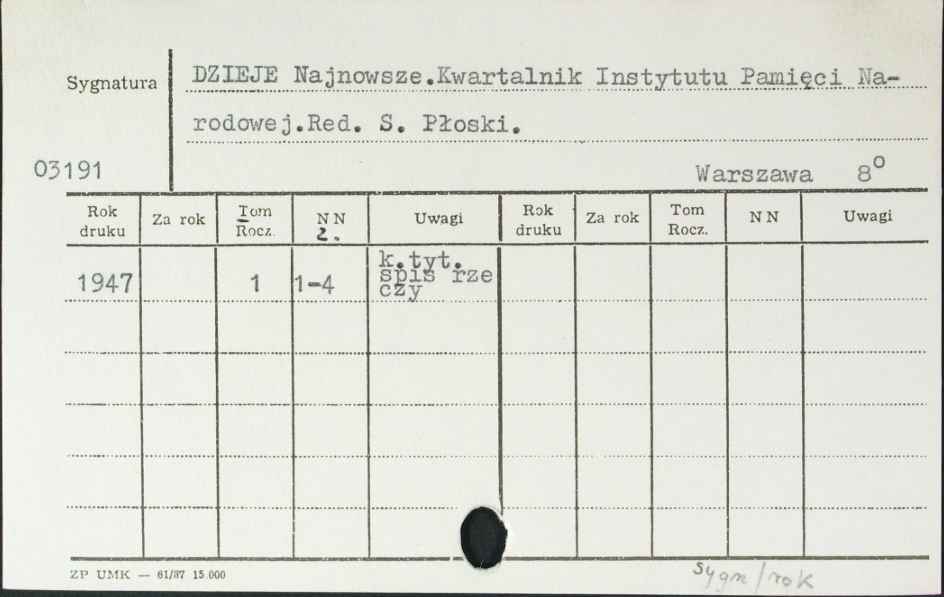 Sygnatura
DZIEJE Najnowsze.Kwartalnik Instytutu Pamięci Na-
rodowej.Red. S. Płoski.
03191
Warszawa 8o
Rok druku Za rok Tom Rocz. NN z. Uwagi Rok druku Za rok Tom Rocz. NN Uwagi
1947 1 1-4 k.tyt.
spis rze
czy
ZP UMK — 61/87 15.000
Sygn/rok